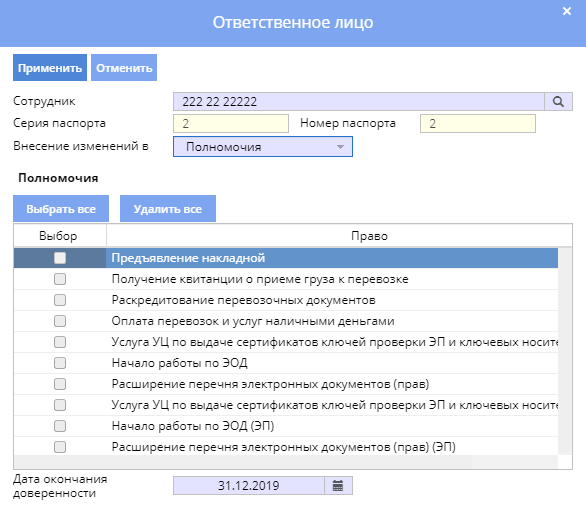 Ответственное лицо
Применить Отменить
Сотрудник 222 22 22222
Серия паспорта 2 Номер паспорта 2
Внесение изменений в Полномочия
Полномочия
Выбрать все Удалить все
Выбор Право
Предъявление накладной
Получение квитанции о приеме груза к перевозке
Раскредитование перевозочных документов
Оплата перевозок и услуг наличными деньгами
Услуга УЦ по выдаче сертификатов ключей проверки ЭП и ключевых носите
Начало работы по ЭОД
Расширение перечня электронных документов (прав)
Услуга УЦ по выдаче сертификатов ключей проверки ЭП и ключевых носите
Начало работы по ЭОД (ЭП)
Расширение перечня электронных документов (прав) (ЭП)
Дата окончания
доверенности 31.12.2019